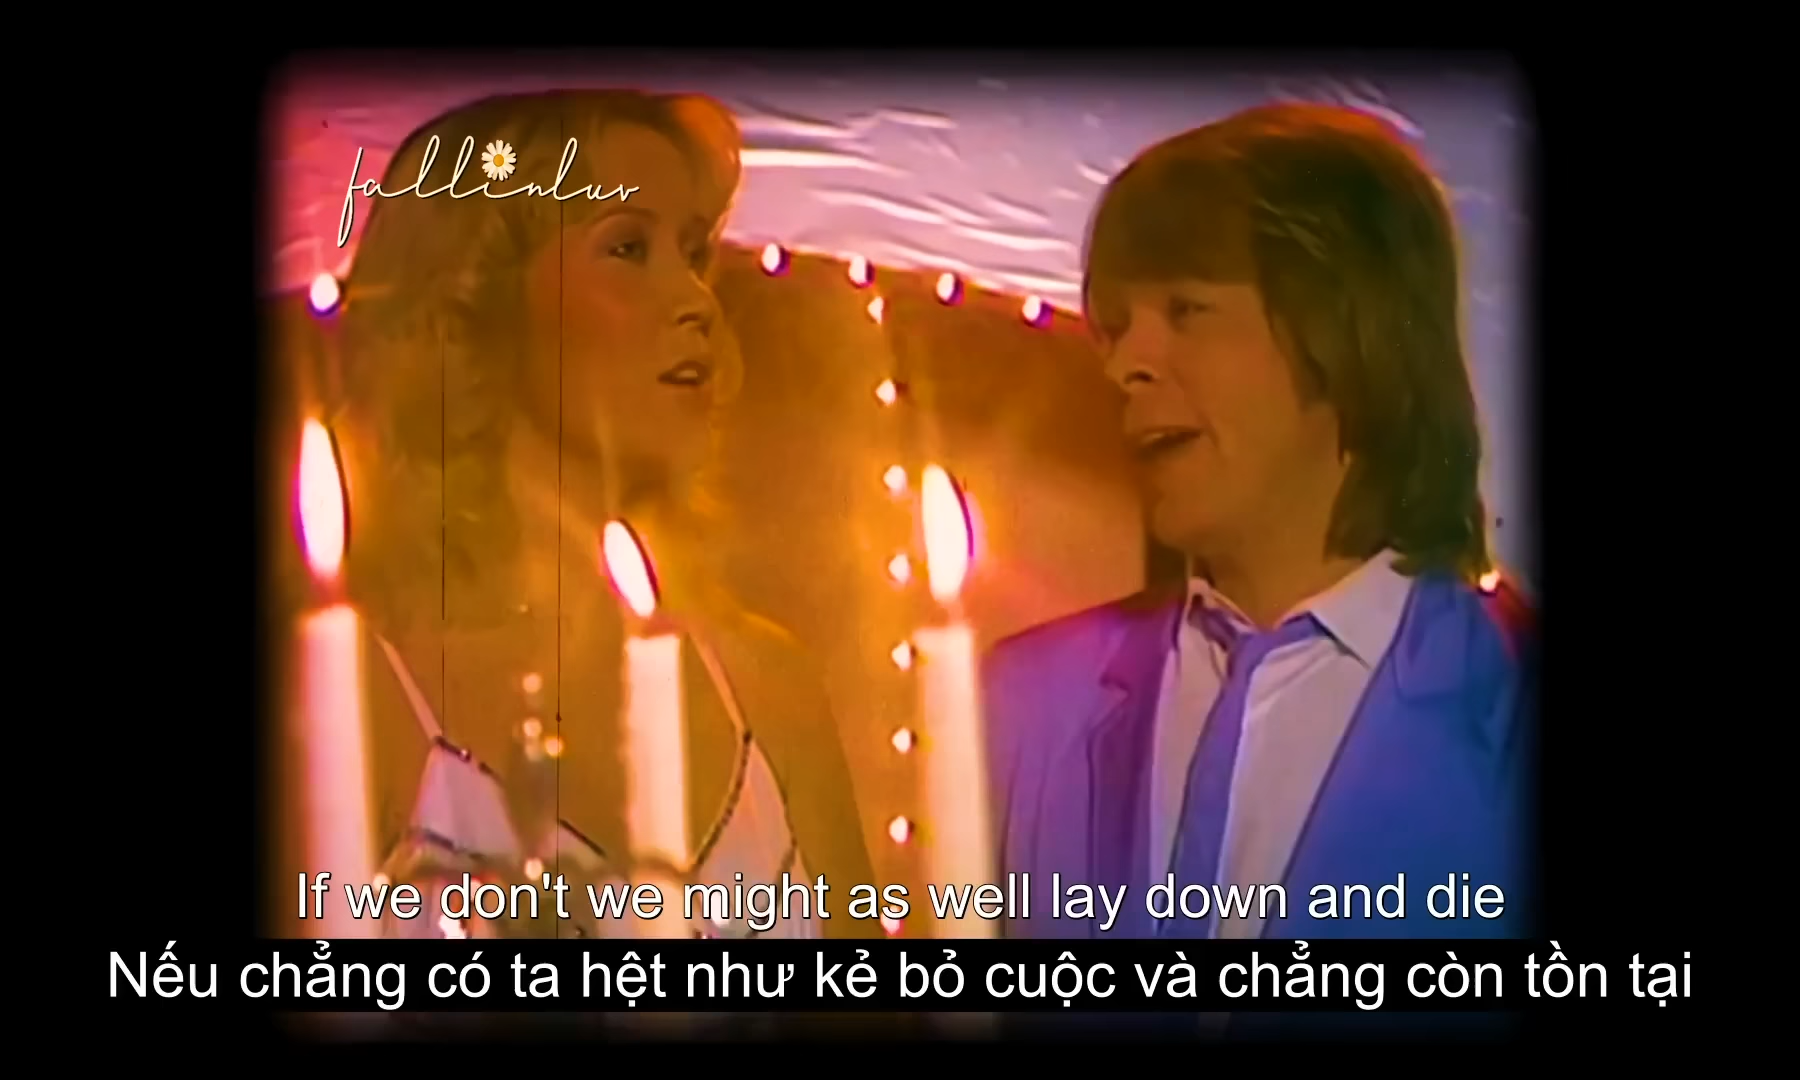 fallinluv
If we don't we might as well lay down and die
Nếu chẳng có ta hệt như kẻ bỏ cuộc và chẳng còn tồn tại